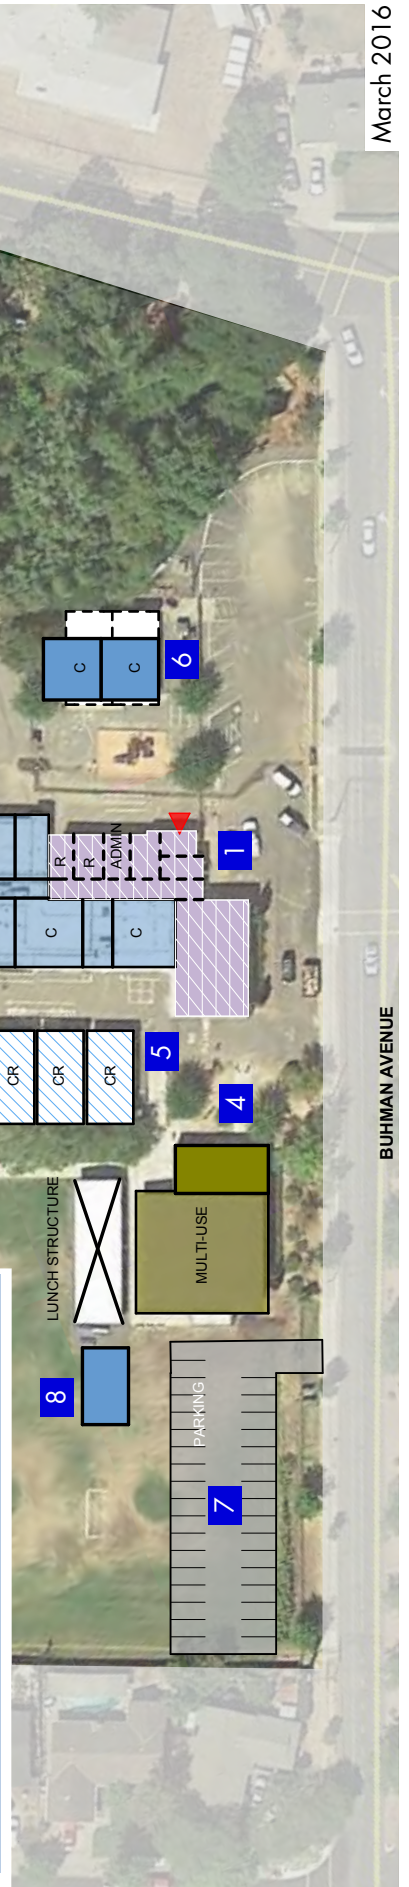 March 2016
C
C
6
R
R
ADMIN
1
C
C
CR
CR
CR
5
4
LUNCH STRUCTURE
MULTI-USE
8
PARKING
7
BUHMAN AVENUE